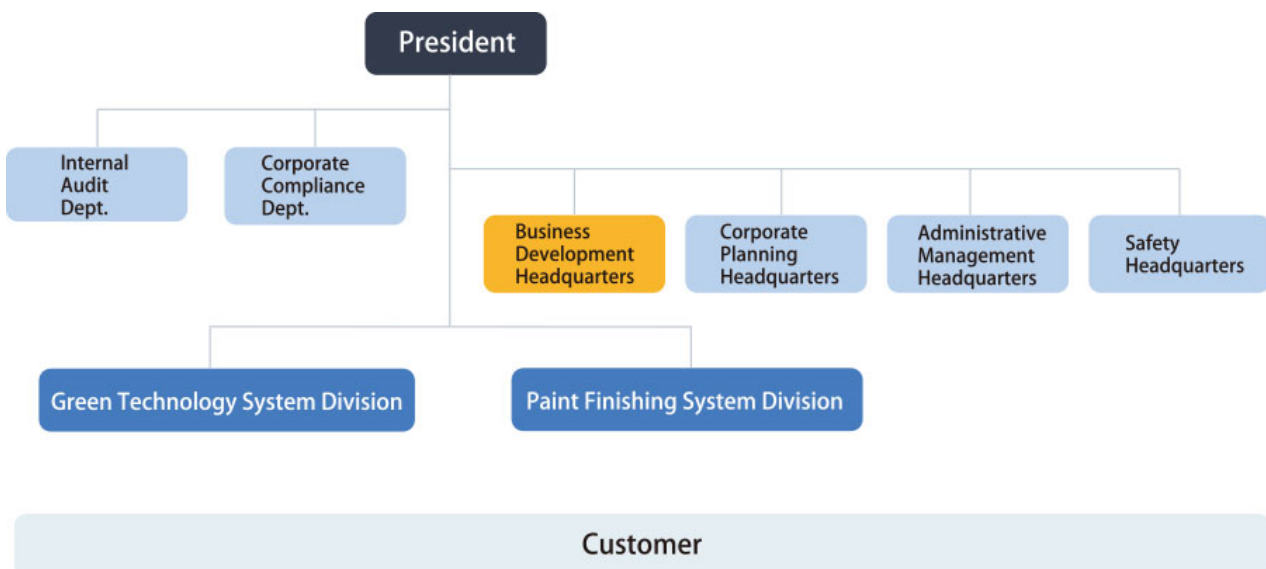 President
Internal
Audit
Dept.
Corporate
Compliance
Dept.
Business
Development
Headquarters
Corporate
Planning
Headquarters
Administrative
Management
Headquarters
Safety
Headquarters
Green Technology System Division
Paint Finishing System Division
Customer